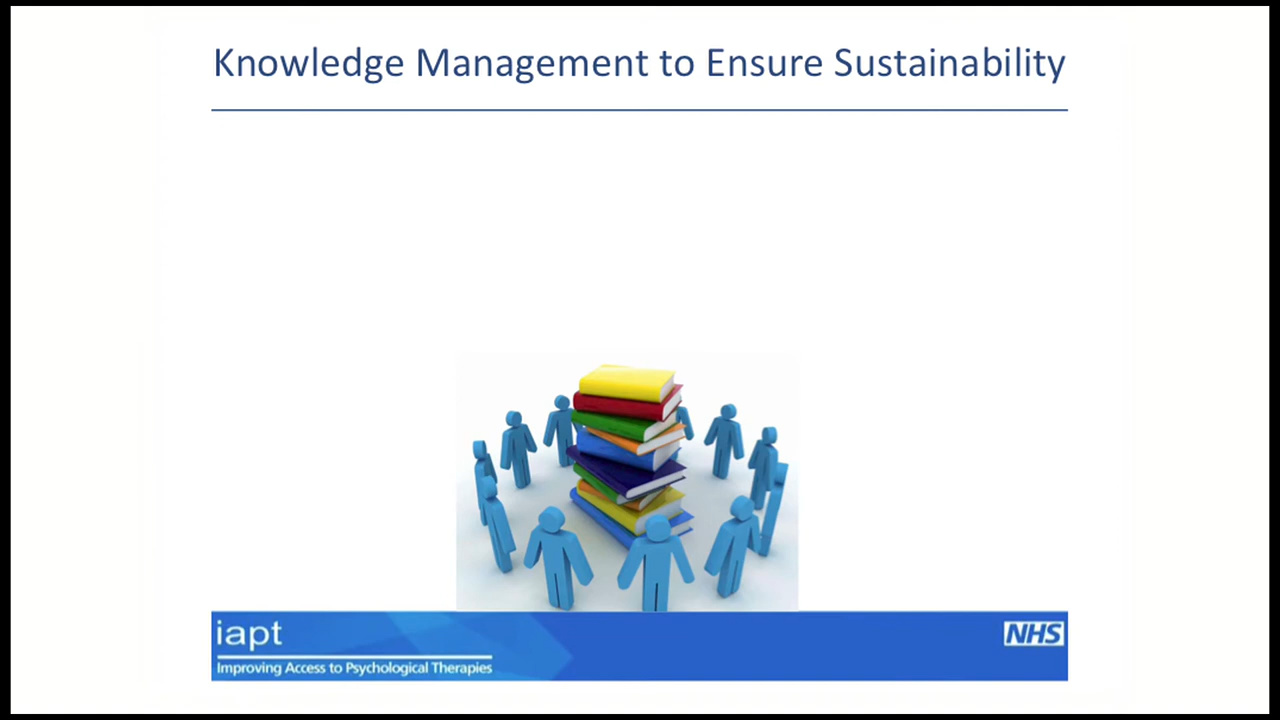 Knowledge Management to Ensure Sustainability
iapt
NHS
Improving Access to Psychological Therapies